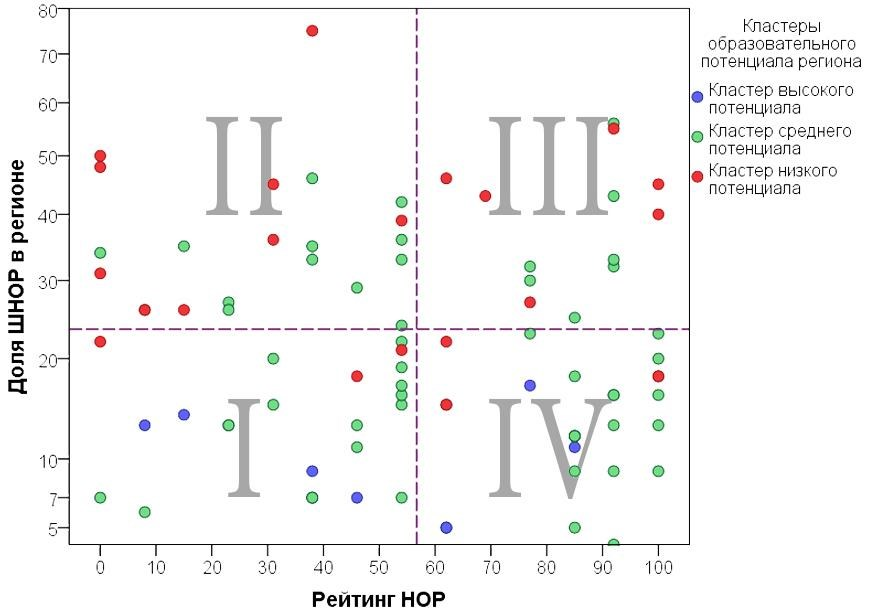 Кластеры
образовательного
потенциала региона
Кластер высокого
потенциала
Кластер среднего
потенциала
Кластер низкого
потенциала
Доля ШНОР в регионе
80
70
60
50
40
30
20
10
7
5
II
III
I
IV
0 10 20 30 40 50 60 70 80 90 100
Рейтинг НОР